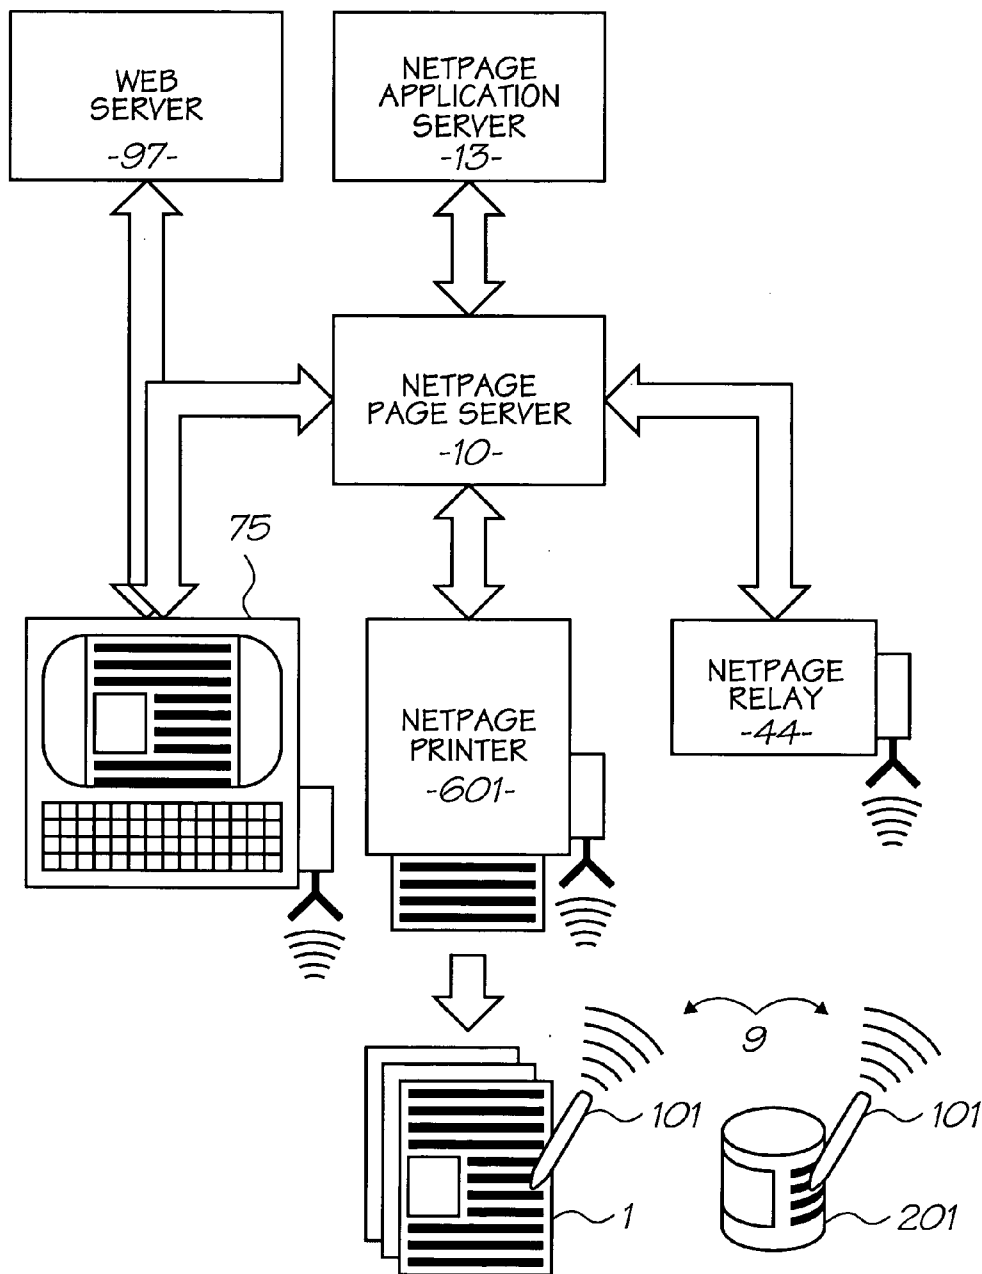 WEB
SERVER
-97-
NETPAGE
APPLICATION
SERVER
-13-
NETPAGE
PAGE SERVER
-10-
75
NETPAGE
PRINTER
-601-
NETPAGE
RELAY
-44-
9
101
101
1
201